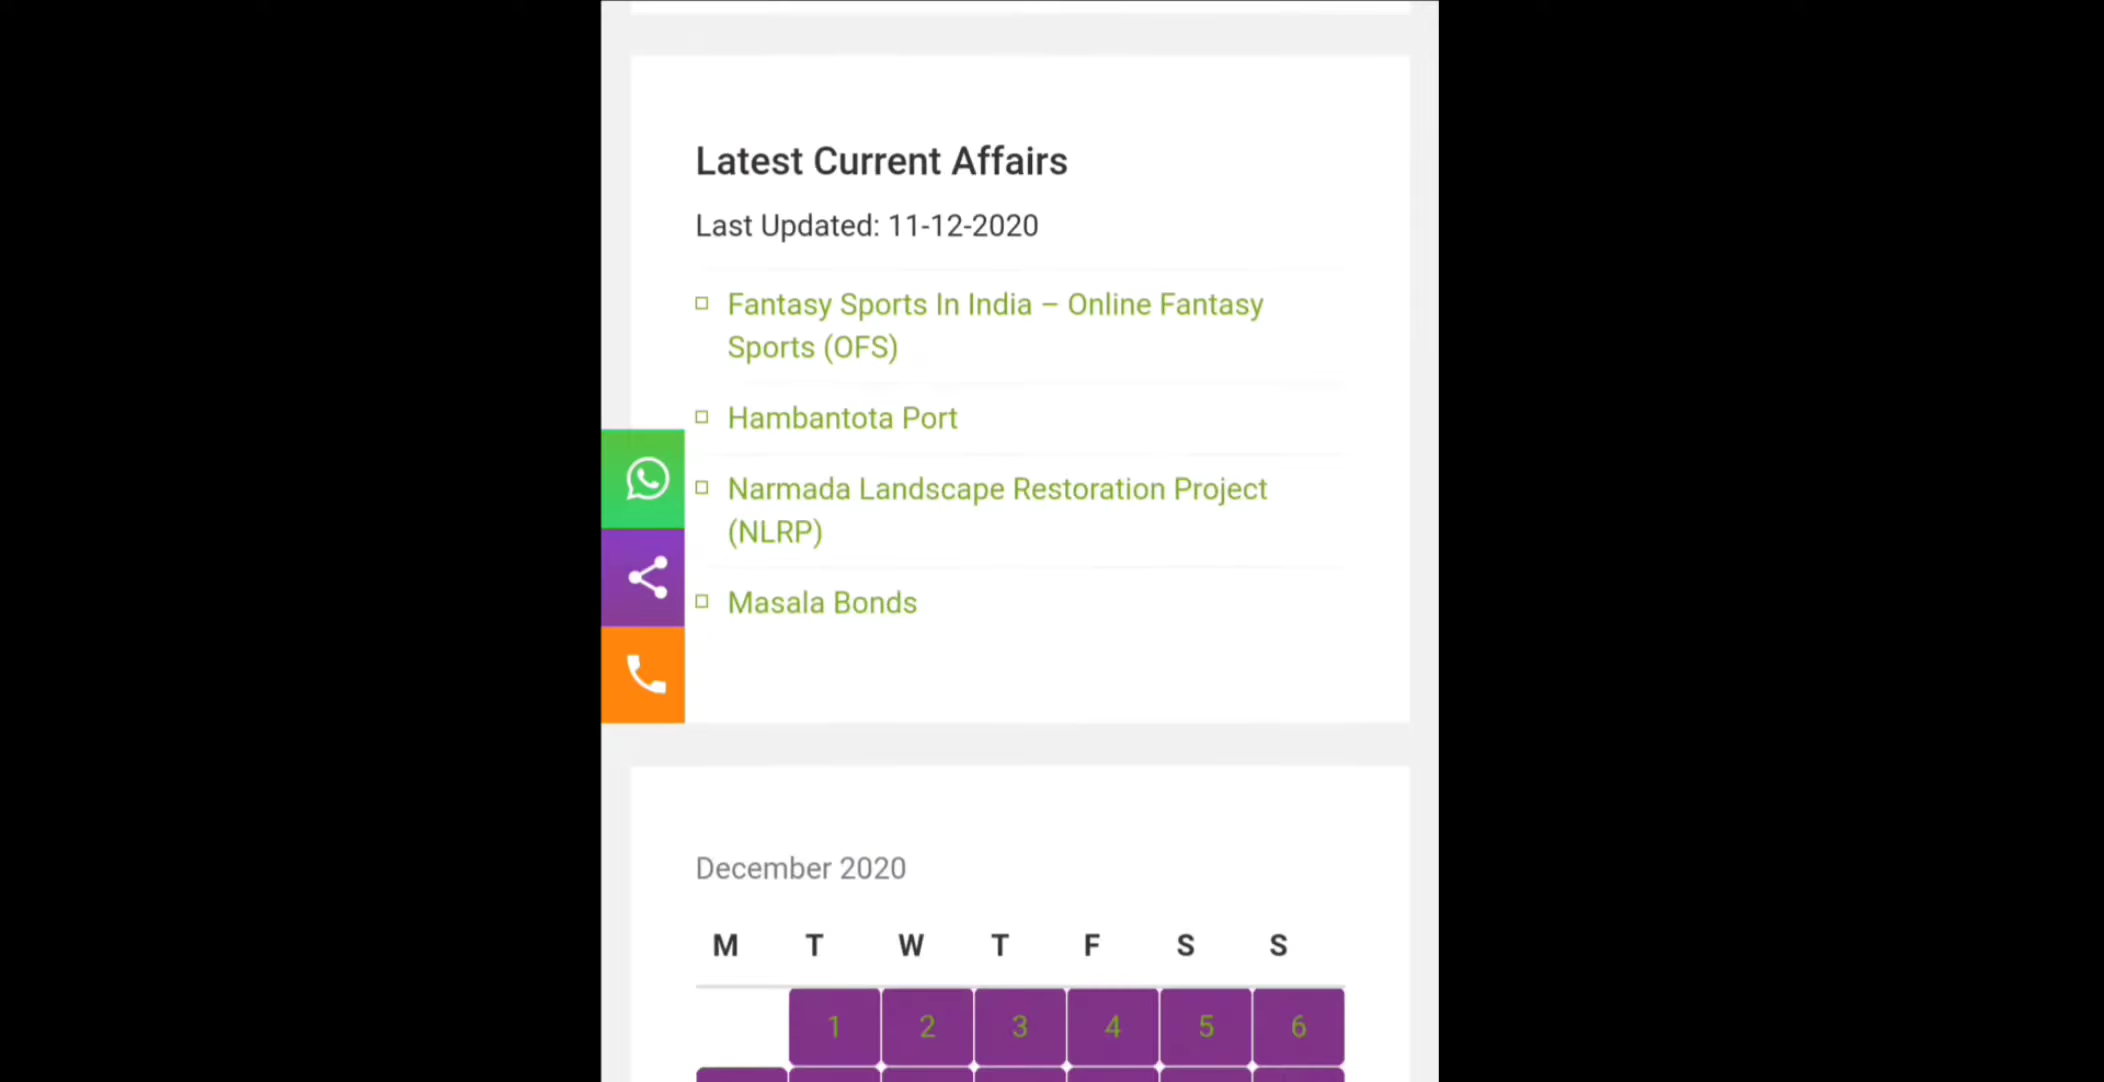 Latest Current Affairs
Last Updated: 11-12-2020
Fantasy Sports In India – Online Fantasy
Sports (OFS)
Hambantota Port
Narmada Landscape Restoration Project
(NLRP)
Masala Bonds
December 2020
M T W T F S S
1 2 3 4 5 6